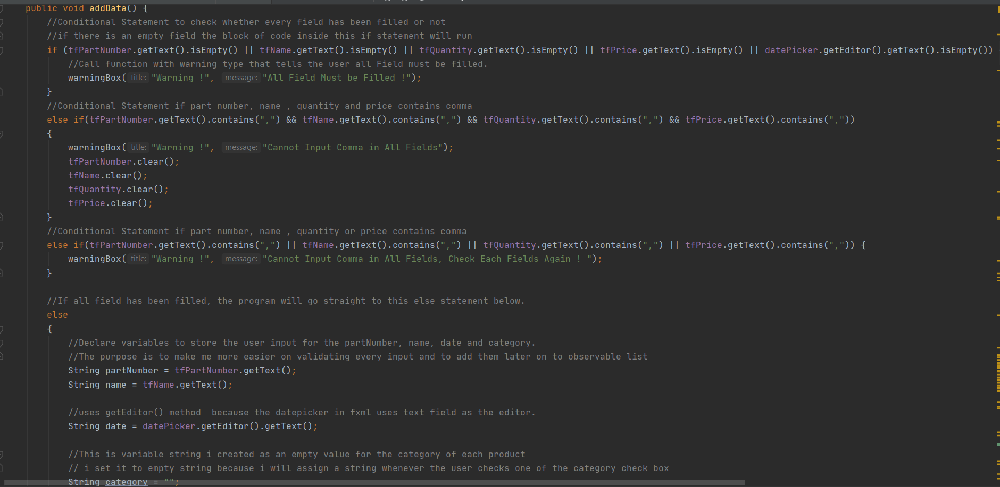 public void addData() {
//Conditional Statement to check whether every field has been filled or not
//if there is an empty field the block of code inside this if statement will run
if (tfPartNumber.getText().isEmpty() || tfName.getText().isEmpty() || tfQuantity.getText().isEmpty() || tfPrice.getText().isEmpty() || datePicker.getEditor().getText().isEmpty())
//Call function with warning type that tells the user all Field must be filled.
warningBox( title: "Warning !", message: "All Field Must be Filled !");
}
//Conditional Statement if part number, name , quantity and price contains comma
else if(tfPartNumber.getText().contains(",") && tfName.getText().contains(",") && tfQuantity.getText().contains(",") && tfPrice.getText().contains(","))
{
warningBox( title: "Warning !", message: "Cannot Input Comma in All Fields");
tfPartNumber.clear();
tfName.clear();
tfQuantity.clear();
tfPrice.clear();
}
//Conditional Statement if part number, name , quantity or price contains comma
else if(tfPartNumber.getText().contains(",") || tfName.getText().contains(",") || tfQuantity.getText().contains(",") || tfPrice.getText().contains(",")) {
warningBox( title: "Warning !", message: "Cannot Input Comma in All Fields, Check Each Fields Again ! ");
}
//If all field has been filled, the program will go straight to this else statement below.
else
{
//Declare variables to store the user input for the partNumber, name, date and category.
//The purpose is to make me more easier on validating every input and to add them later on to observable list
String partNumber = tfPartNumber.getText();
String name = tfName.getText();
//uses getEditor() method  because the datepicker in fxml uses text field as the editor.
String date = datePicker.getEditor().getText();
//This is variable string i created as an empty value for the category of each product
// i set it to empty string because i will assign a string whenever the user checks one of the category check box
String category = "";